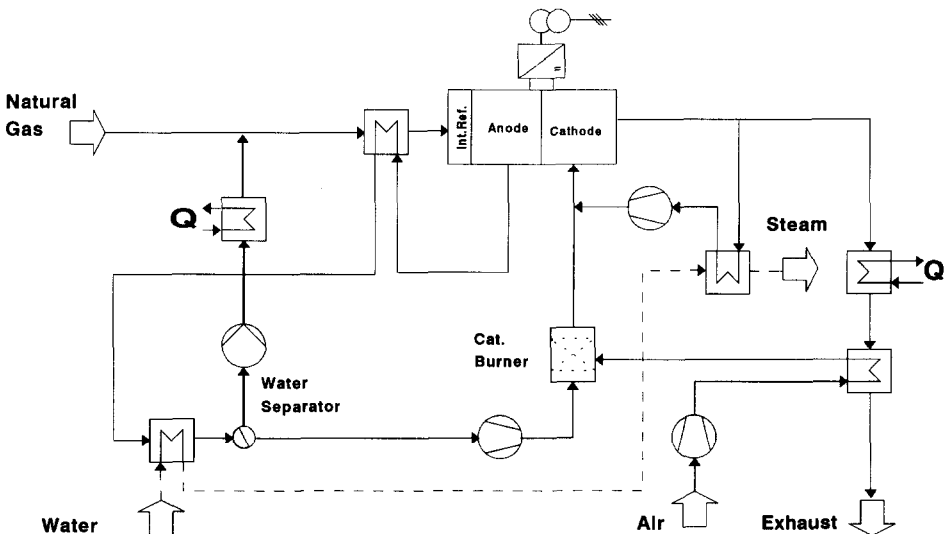 Natural
Gas
Int.Ref.
Anode
Cathode
=
Q
Steam
Q
Cat.
Burner
Water
Separator
Water
Air
Exhaust